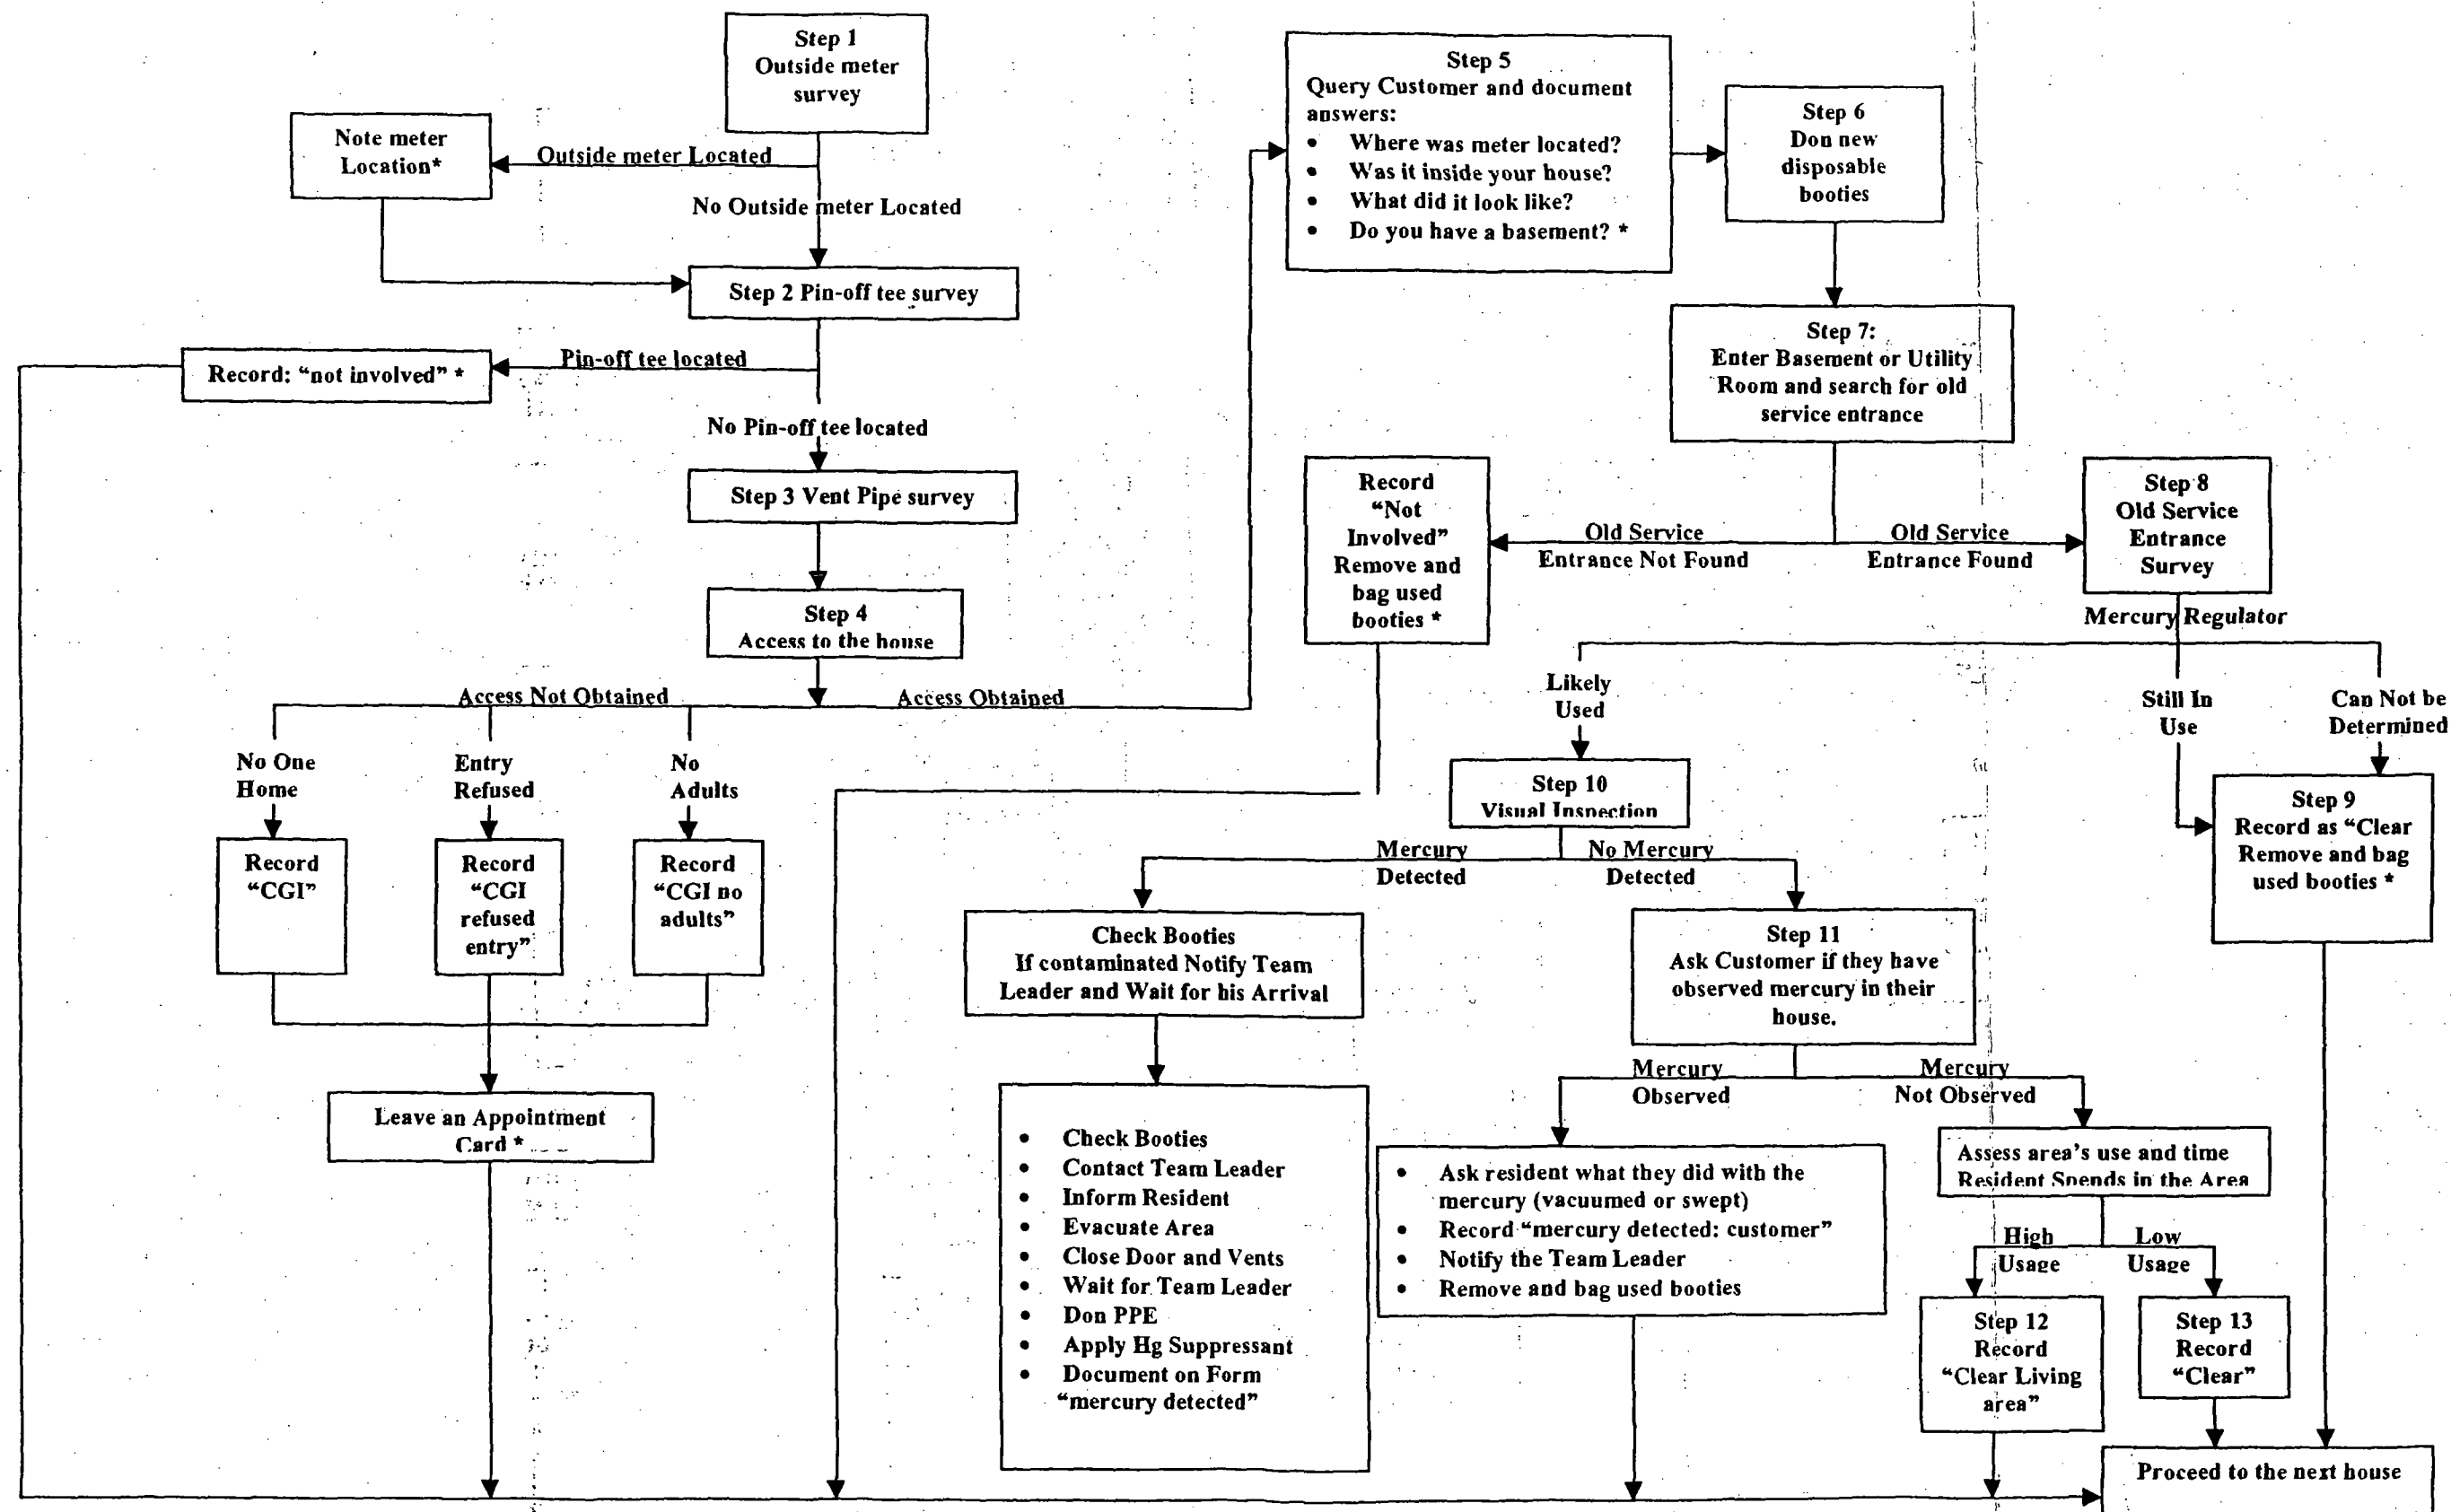 Step 1
Outside meter
survey
Note meter
Location*
Outside meter Located
No Outside meter Located
Step 2 Pin-off tee survey
Pin-off tee located
Record: “not involved” *
No Pin-off tee located
Step 3 Vent Pipe survey
Step 4
Access to the house
Access Not Obtained
Access Obtained
No One
Home
Entry
Refused
No
Adults
Record
“CGI”
Record
“CGI
refused
entry”
Record
“CGI no
adults”
Leave an Appointment
Card *
Step 5
Query Customer and document
answers:
• Where was meter located?
• Was it inside your house?
• What did it look like?
• Do you have a basement? *
Step 6
Don new
disposable
booties
Step 7:
Enter Basement or Utility
Room and search for old
service entrance
Old Service
Entrance Not Found
Old Service
Entrance Found
Record
“Not
Involved”
Remove and
bag used
booties *
Step 8
Old Service
Entrance
Survey
Mercury Regulator
Likely
Used
Still In
Use
Can Not be
Determined
Step 9
Record as “Clear
Remove and bag
used booties *
Step 10
Visual Inspection
Mercury
Detected
No Mercury
Detected
Check Booties
If contaminated Notify Team
Leader and Wait for his Arrival
• Check Booties
• Contact Team Leader
• Inform Resident
• Evacuate Area
• Close Door and Vents
• Wait for Team Leader
• Don PPE
• Apply Hg Suppressant
• Document on Form
“mercury detected”
Step 11
Ask Customer if they have
observed mercury in their
house.
Mercury
Observed
Mercury
Not Observed
• Ask resident what they did with the
mercury (vacuumed or swept)
• Record “mercury detected: customer”
• Notify the Team Leader
• Remove and bag used booties
Assess area’s use and time
Resident Spends in the Area
High
Usage
Low
Usage
Step 12
Record
“Clear Living
area”
Step 13
Record
“Clear”
Proceed to the next house